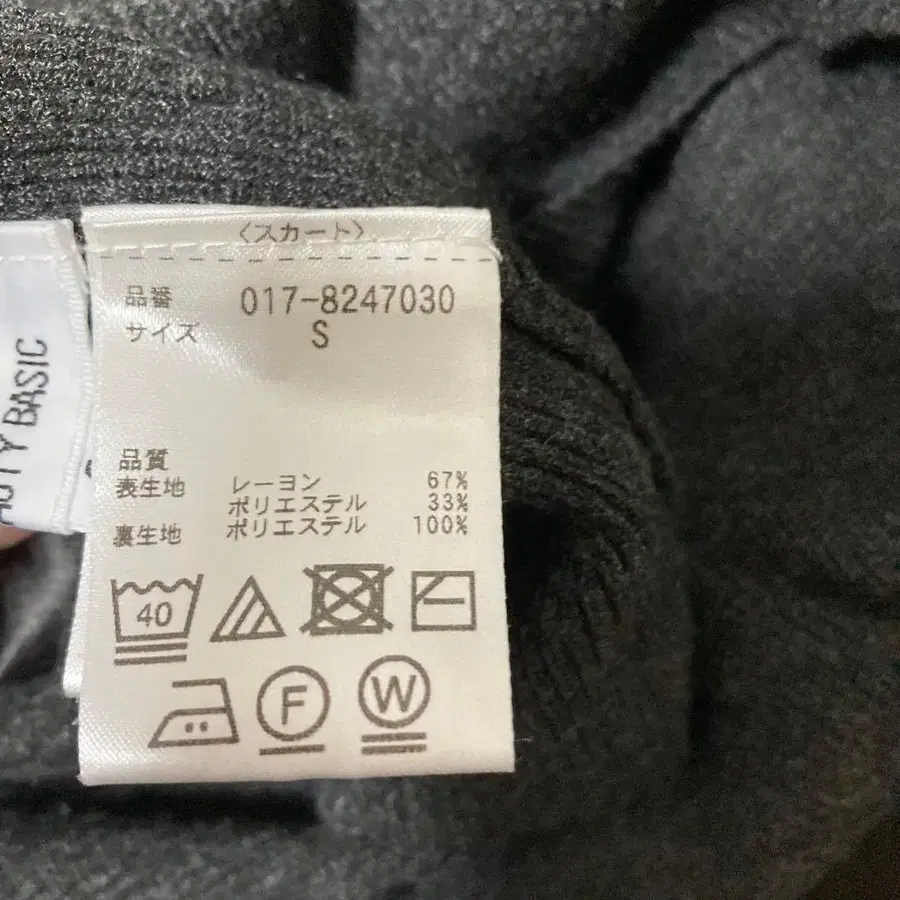 〈スカート〉
品番 017-8247030
サイズ S
品質
表生地 レーヨン 67%
ポリエステル 33%
裏生地 ポリエステル 100%
40
F
W
BASIC